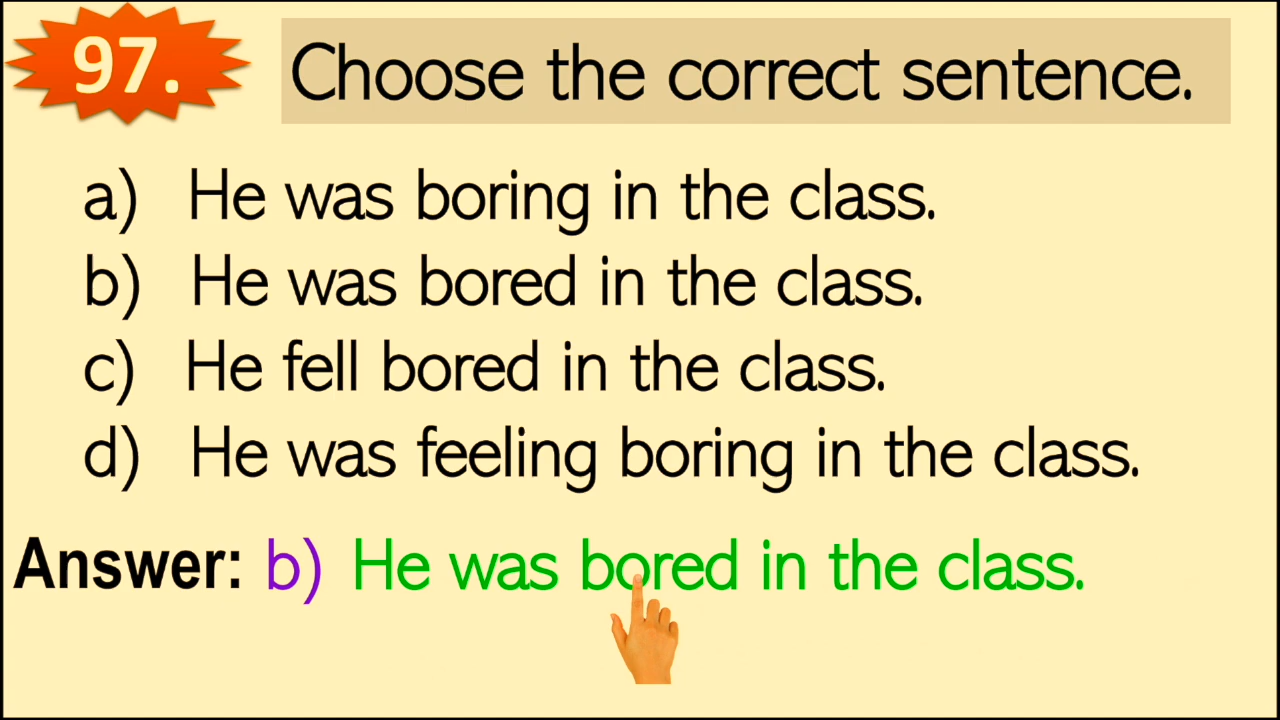 97.
Choose the correct sentence.
a) He was boring in the class.
b) He was bored in the class.
c) He fell bored in the class.
d) He was feeling boring in the class.
Answer: b) He was bored in the class.